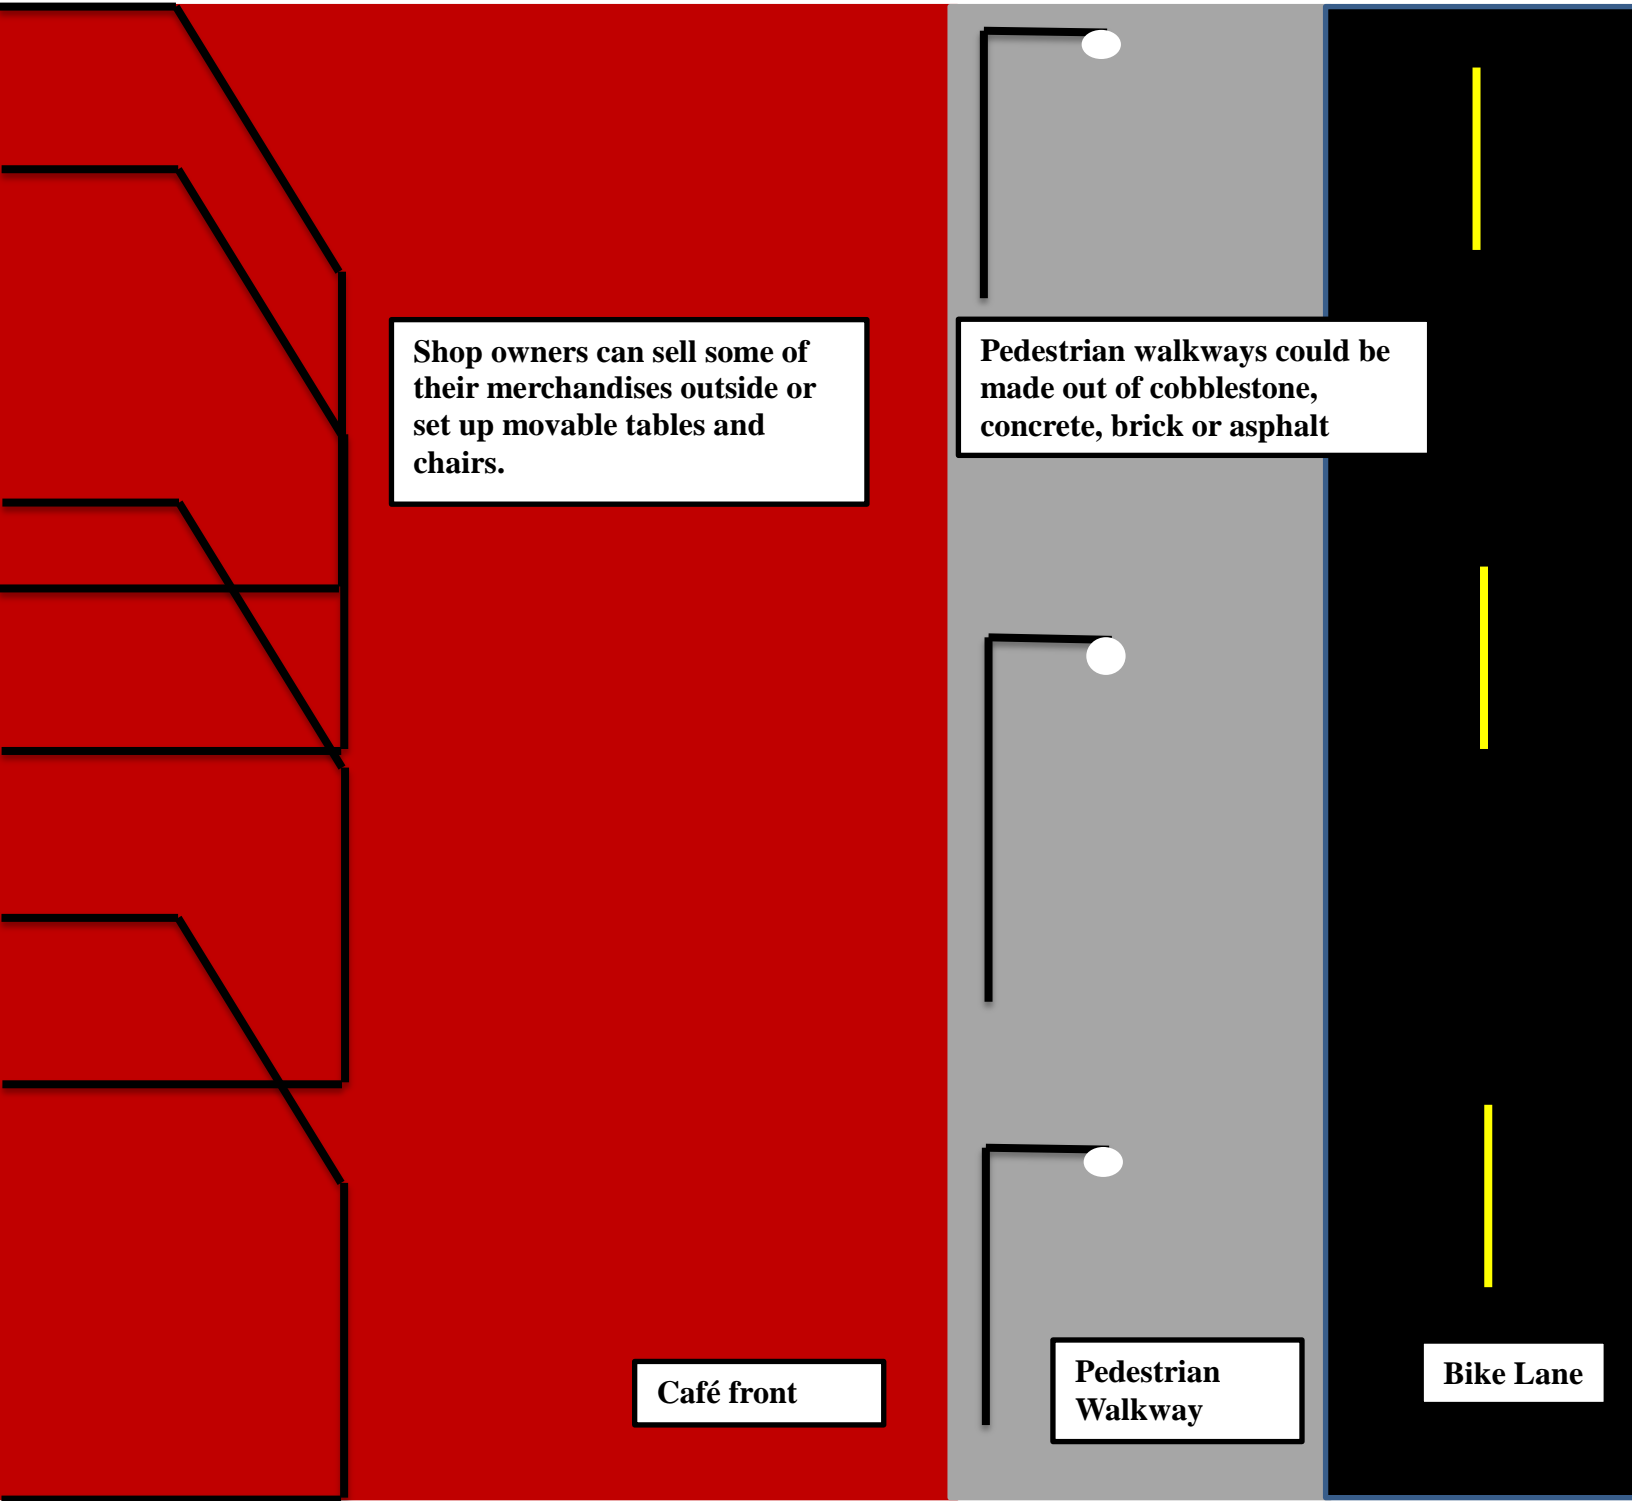 Shop owners can sell some of
their merchandises outside or
set up movable tables and
chairs.
Pedestrian walkways could be
made out of cobblestone,
concrete, brick or asphalt
Café front
Pedestrian
Walkway
Bike Lane